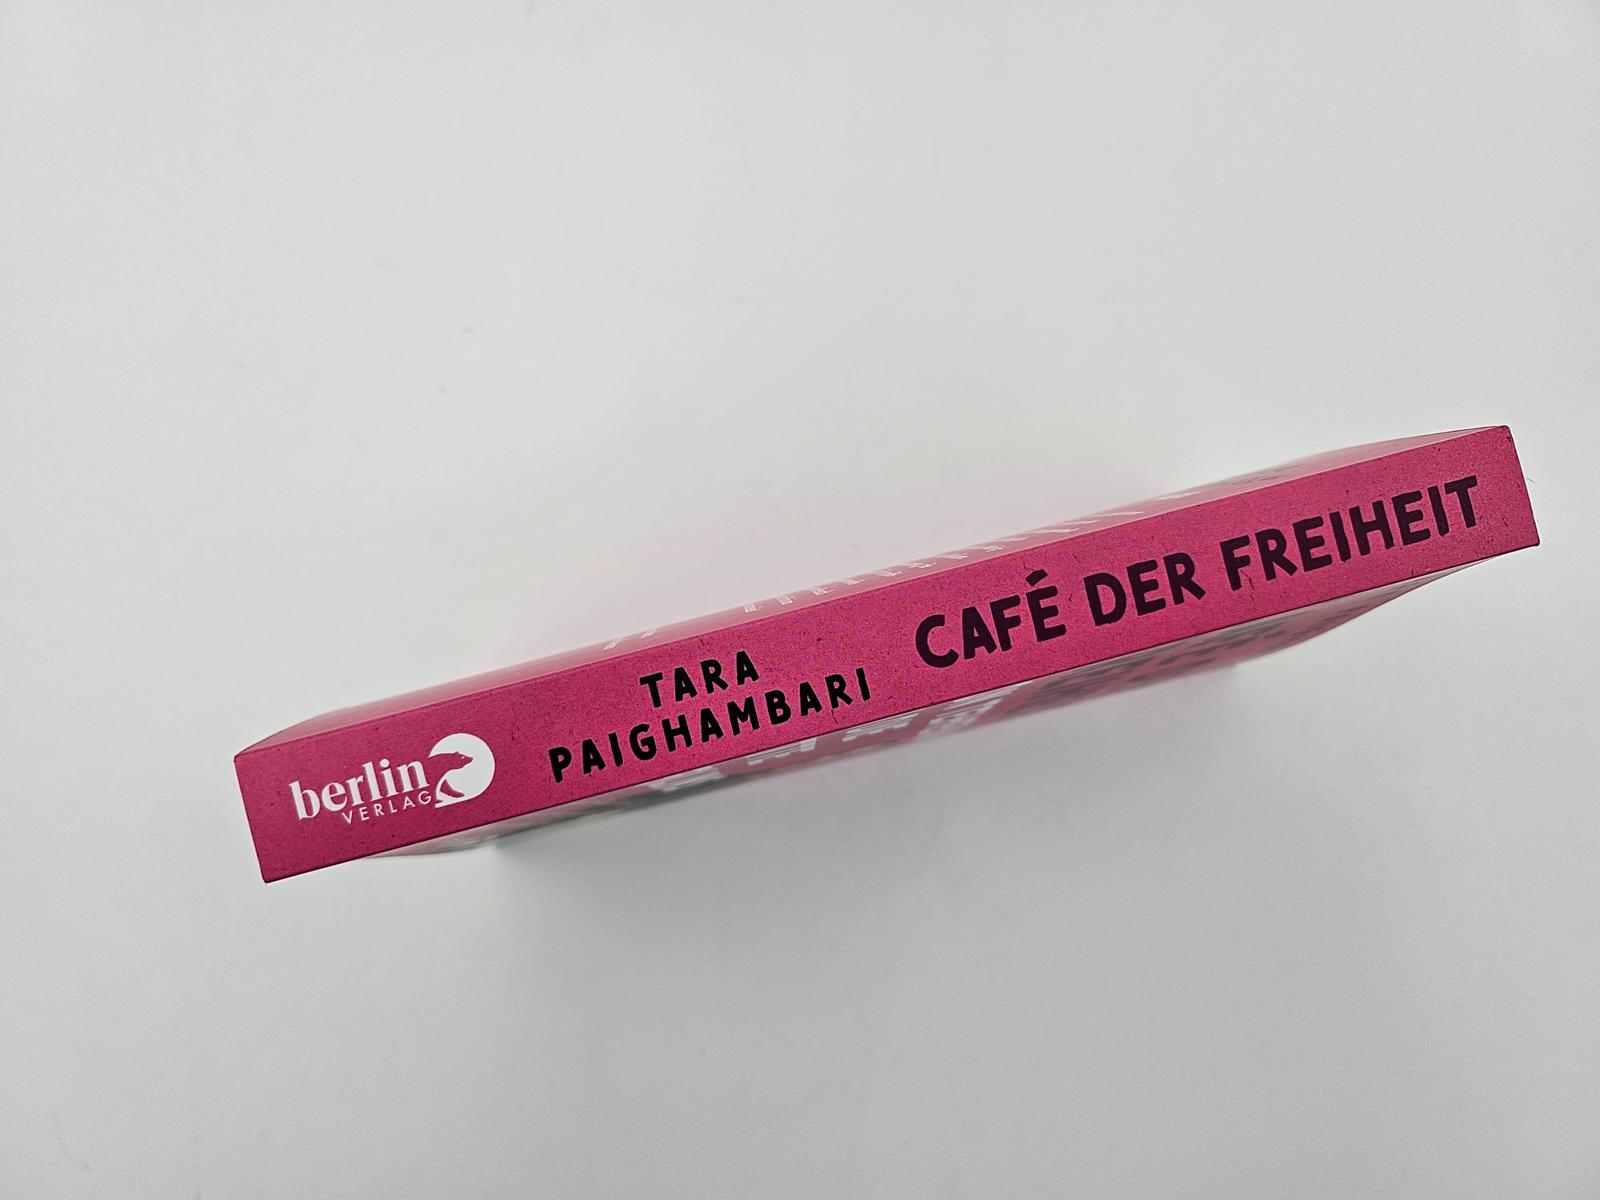 berlin
VERLAG
TARA
PAIGHAMBARI
CAFÉ DER FREIHEIT